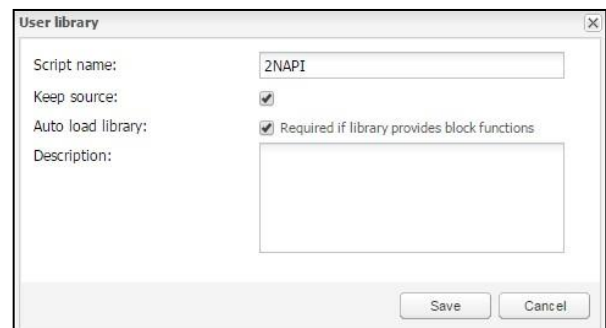 User library
Script name: 2NAPI
Keep source:
Auto load library: Required if library provides block functions
Description:
Save Cancel